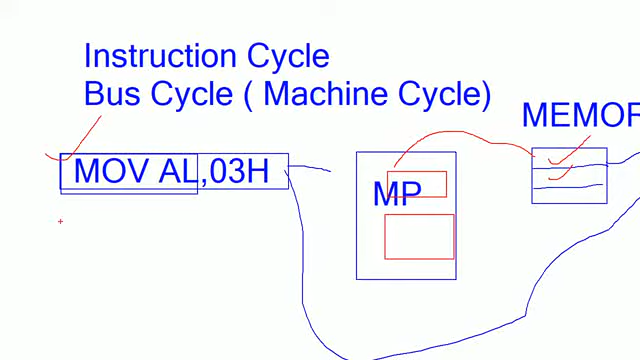 Instruction Cycle
Bus Cycle ( Machine Cycle)
MEMOR
MOV AL,03H
MP